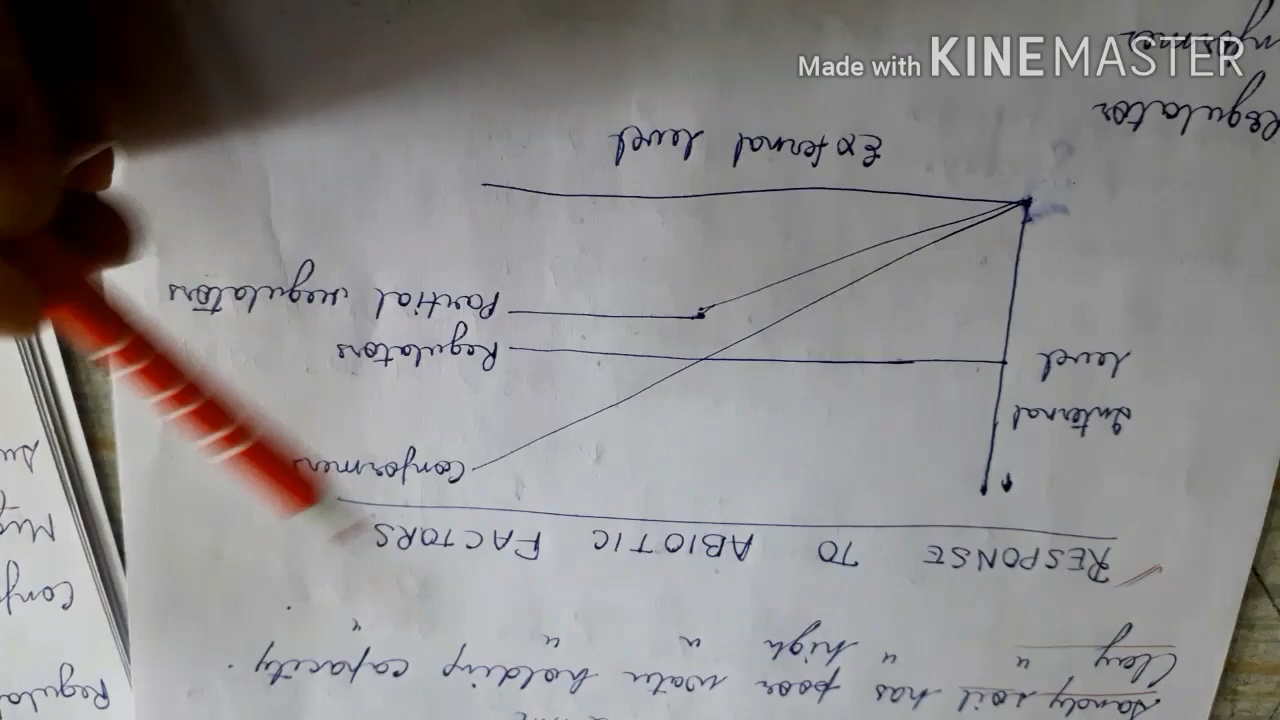 Made with KINEMASTER
Sandy soil has poor water holding capacity.
Clay " " high " " "
RESPONSE TO ABIOTIC FACTORS
Conformers
Internal
level
Regulators
Partial regulators
External level
Regulator